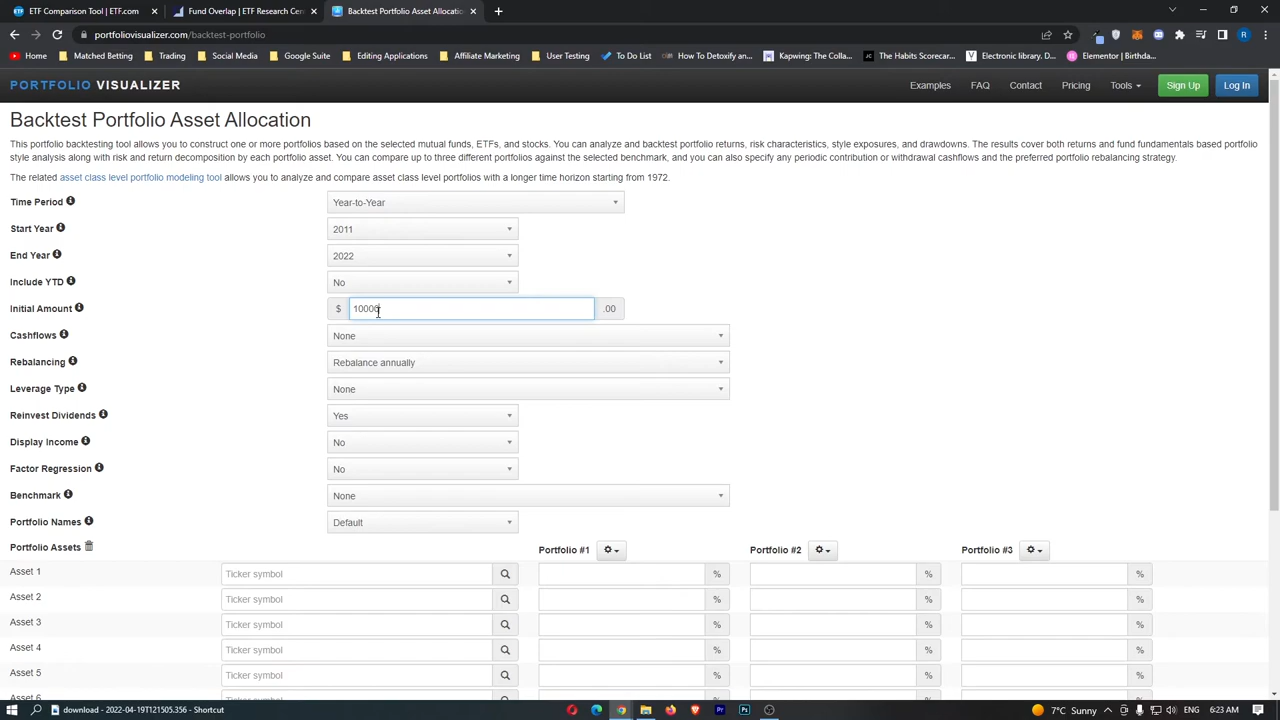 ETF Comparison Tool | ETF.com
Fund Overlap | ETF Research Cen
Backtest Portfolio Asset Allocation
portfoliovisualizer.com/backtest-portfolio
Home Matched Betting Trading Social Media Google Suite Editing Applications Affiliate Marketing User Testing To Do List How To Detoxify an... Kapwing: The Colla... The Habits Scorecar... Electronic library. D... Elementor | Birthda...
PORTFOLIO VISUALIZER
Examples FAQ Contact Pricing Tools Sign Up Log In
Backtest Portfolio Asset Allocation
This portfolio backtesting tool allows you to construct one or more portfolios based on the selected mutual funds, ETFs, and stocks. You can analyze and backtest portfolio returns, risk characteristics, style exposures, and drawdowns. The results cover both returns and fund fundamentals based portfolio
style analysis along with risk and return decomposition by each portfolio asset. You can compare up to three different portfolios against the selected benchmark, and you can also specify any periodic contribution or withdrawal cashflows and the preferred portfolio rebalancing strategy.
The related asset class level portfolio modeling tool allows you to analyze and compare asset class level portfolios with a longer time horizon starting from 1972.
Time Period Year-to-Year
Start Year 2011
End Year 2022
Include YTD No
Initial Amount $ 10000 .00
Cashflows None
Rebalancing Rebalance annually
Leverage Type None
Reinvest Dividends Yes
Display Income No
Factor Regression No
Benchmark None
Portfolio Names Default
Portfolio Assets Portfolio #1 Portfolio #2 Portfolio #3
Asset 1 Ticker symbol % % %
Asset 2 Ticker symbol % % %
Asset 3 Ticker symbol % % %
Asset 4 Ticker symbol % % %
Asset 5 Ticker symbol % % %
Asset 6 Ticker symbol % % %
download - 2022-04-19T121505.356 - Shortcut
7°C Sunny 6:23 AM